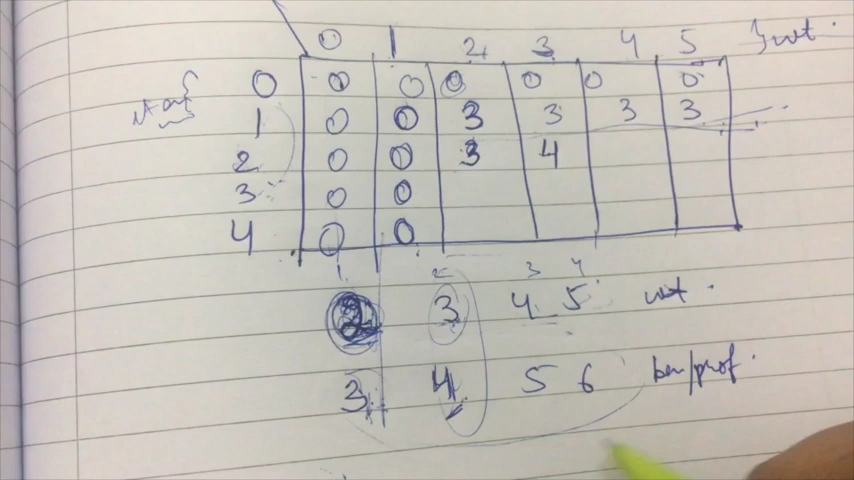 0 1 2 3 4 5 wt.
0 0 0 0 0 0 0
1 0 0 3 3 3 3
2 0 0 3 4
3 0 0
4 0 0
1 2 3 4
2 3 4 5 wt.
3 4 5 6 ben/prof.